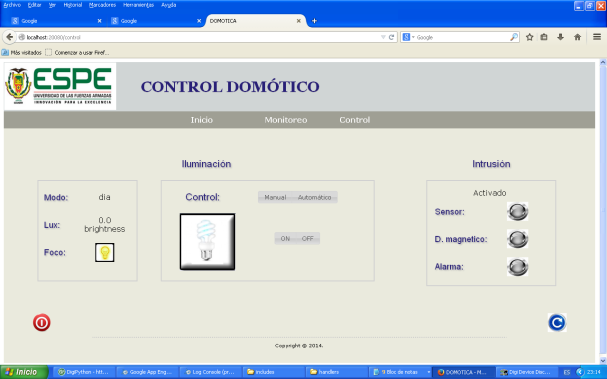 Archivo Editar Ver Historial Marcadores Herramientas Ayuda
Google Google DOMOTICA
localhost:20080/control Google
Más visitados Comenzar a usar Firef...
ESPE
UNIVERSIDAD DE LAS FUERZAS ARMADAS
INNOVACIÓN PARA LA EXCELENCIA
CONTROL DOMÓTICO
Inicio Monitoreo Control
Iluminación Intrusión
Modo: dia
Lux: 0.0 brightness
Foco:
Control: Manual Automático
ON OFF
Activado
Sensor:
D. magnetico:
Alarma:
Copyright © 2014.
Inicio DigiPython - htt... Google App Eng... Log Console (pr... includes handlers 9 Bloc de notas DOMOTICA - M... Digi Device Disc... ES 23:14